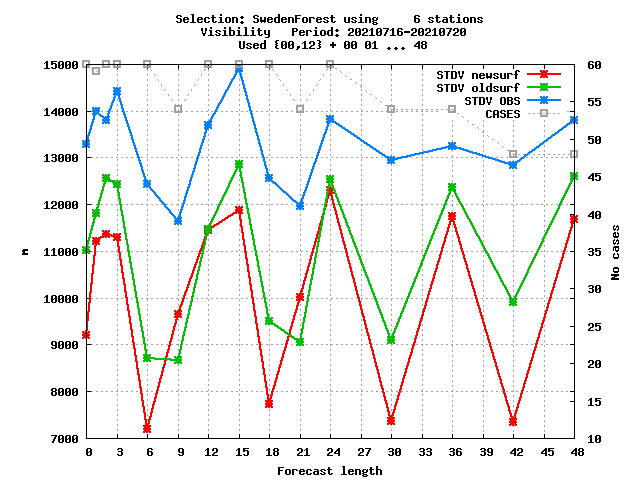 Selection: SwedenForest using     6 stations
Visibility   Period: 20210716-20210720
Used {00,12} + 00 01 ... 48
STDV newsurf
STDV oldsurf
STDV OBS
CASES
15000
14000
13000
12000
11000
10000
9000
8000
7000
m
60
55
50
45
40
35
30
25
20
15
10
No cases
0 3 6 9 12 15 18 21 24 27 30 33 36 39 42 45 48
Forecast length